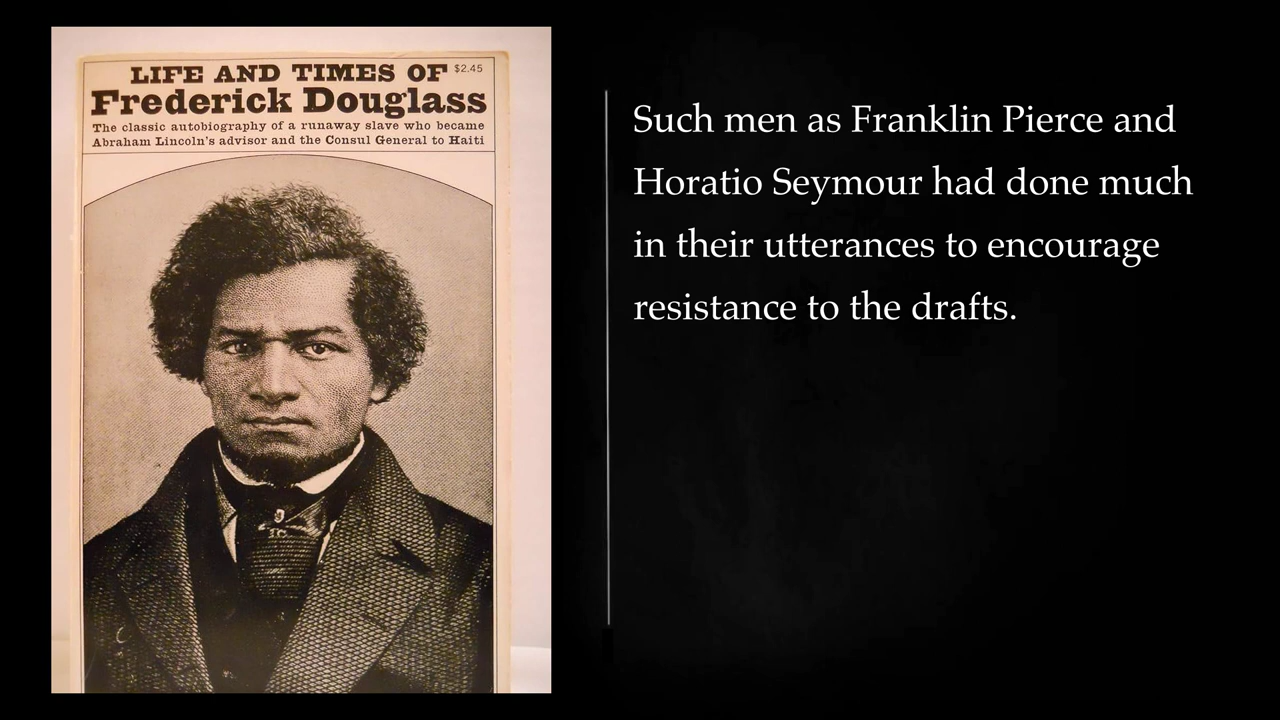 LIFE AND TIMES OF $2.45
Frederick Douglass
The classic autobiography of a runaway slave who became
Abraham Lincoln's advisor and the Consul General to Haiti
Such men as Franklin Pierce and
Horatio Seymour had done much
in their utterances to encourage
resistance to the drafts.